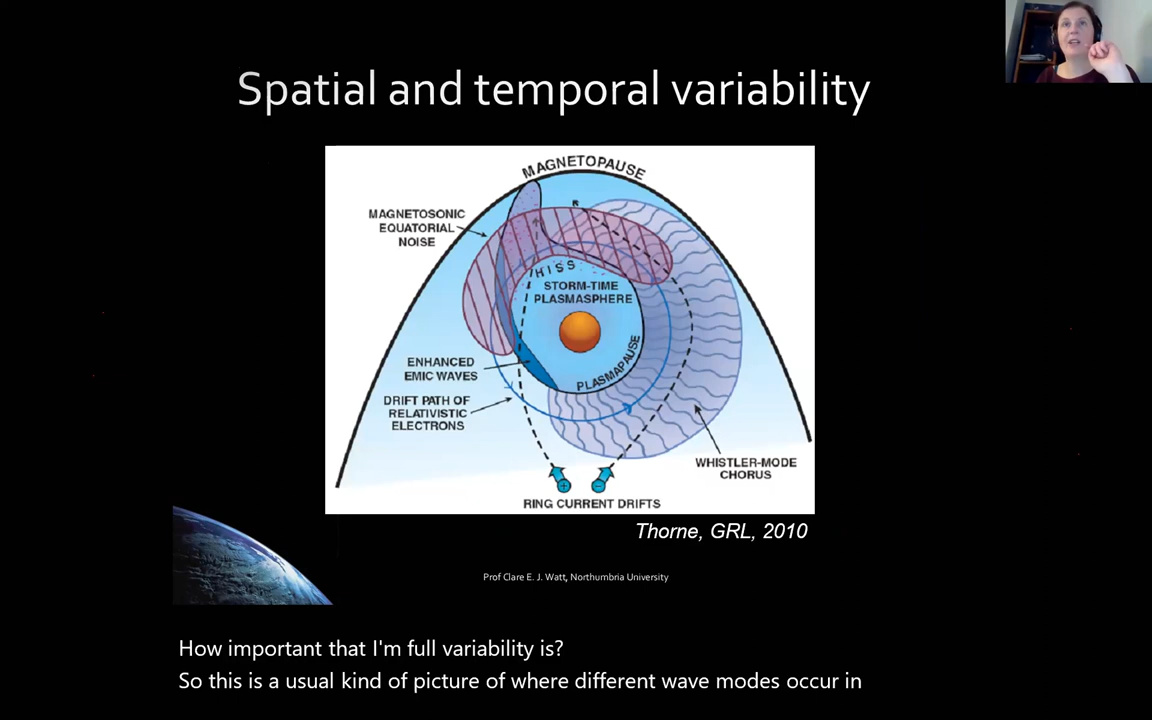 Spatial and temporal variability
MAGNETOPAUSE
MAGNETOSONIC
EQUATORIAL
NOISE
HISS
STORM-TIME
PLASMASPHERE
PLASMAPAUSE
ENHANCED
EMIC WAVES
DRIFT PATH OF
RELATIVISTIC
ELECTRONS
WHISTLER-MODE
CHORUS
+
−
RING CURRENT DRIFTS
Thorne, GRL, 2010
Prof Clare E. J. Watt, Northumbria University
How important that I'm full variability is?
So this is a usual kind of picture of where different wave modes occur in